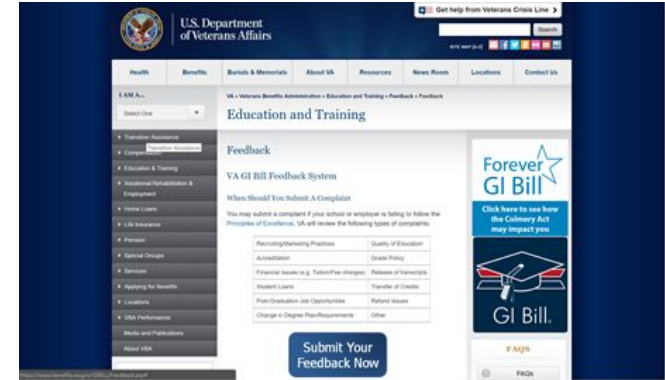 Get help from Veterans Crisis Line
U.S. Department
of Veterans Affairs
Search
SITE MAP [a-z]
Health
Benefits
Burials & Memorials
About VA
Resources
News Room
Locations
Contact Us
I AM A...
Select One
VA » Veterans Benefits Administration » Education and Training » Feedback » Feedback
Education and Training
Transition Assistance
Transition Assistance
Education & Training
Vocational Rehabilitation &
Employment
Home Loans
Life Insurance
Pension
Special Groups
Services
Applying for Benefits
Locations
VBA Performance
Media and Publications
About VBA
Feedback
VA GI Bill Feedback System
When Should You Submit A Complaint
You may submit a complaint if your school or employer is failing to follow the
Principles of Excellence. VA will review the following types of complaints:
Recruiting/Marketing Practices
Quality of Education
Accreditation
Grade Policy
Financial Issues (e.g. Tuition/Fee charges)
Release of transcripts
Student Loans
Transfer of Credits
Post-Graduation Job Opportunities
Refund Issues
Change in Degree Plan/Requirements
Other
Submit Your
Feedback Now
Forever
GI Bill
Click here to see how
the Colmery Act
may impact you
GI Bill.
FAQS
FAQs